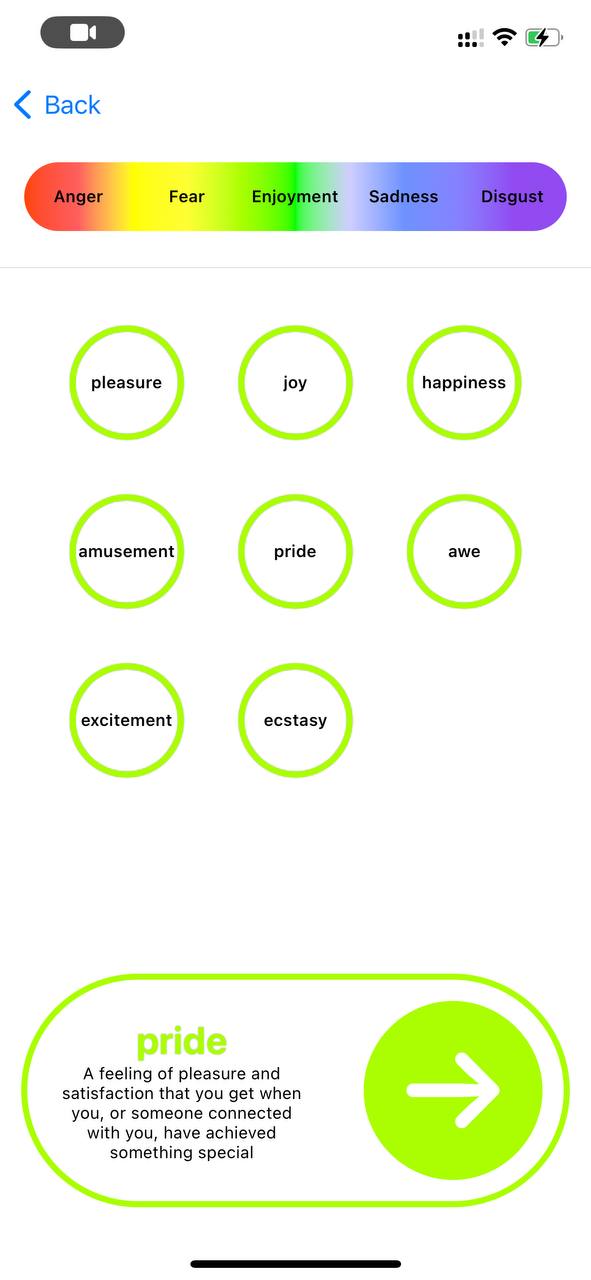 Back
Anger Fear Enjoyment Sadness Disgust
pleasure joy happiness
amusement pride awe
excitement ecstasy
pride
A feeling of pleasure and
satisfaction that you get when
you, or someone connected
with you, have achieved
something special